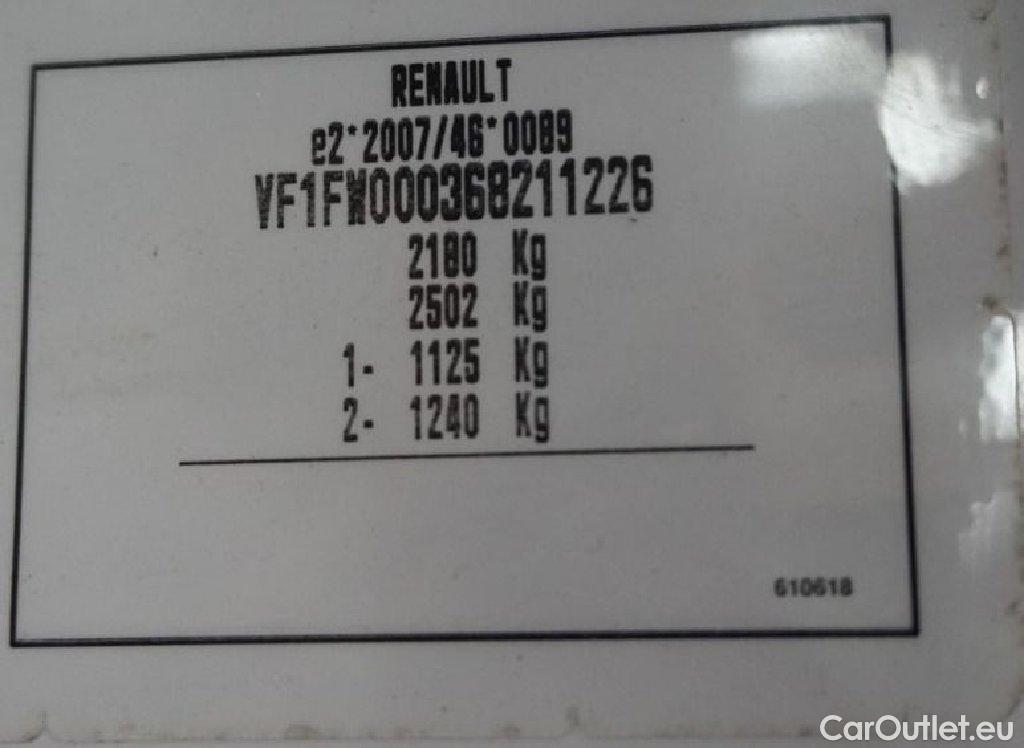 RENAULT
e2*2007/46*0089
VF1FW000368211226
2180 Kg
2502 Kg
1- 1125 Kg
2- 1240 Kg
610618
CarOutlet.eu